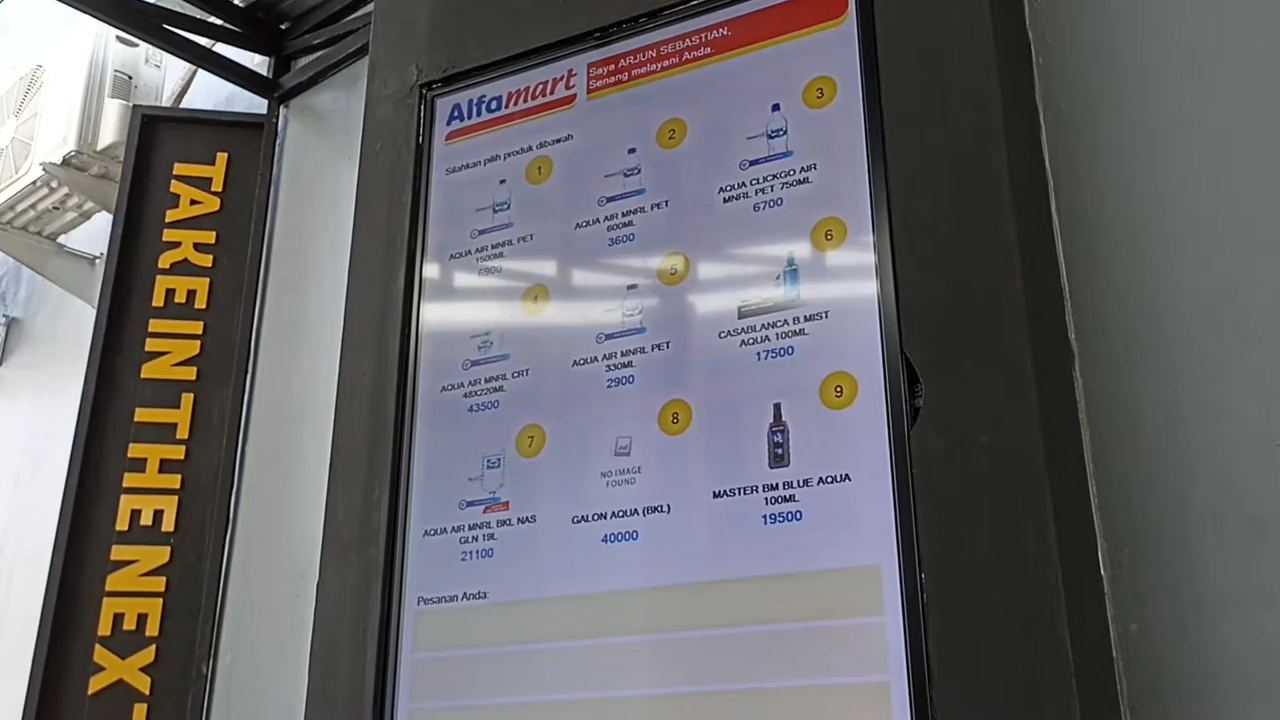 TAKE IN THE NEX
Alfamart
Saya ARJUN SEBASTIAN,
Senang melayani Anda.
Silahkan pilih produk dibawah
1
AQUA AIR MNRL PET
1500ML
6900
2
AQUA AIR MNRL PET
600ML
3600
3
AQUA CLICKGO AIR
MNRL PET 750ML
6700
4
AQUA AIR MNRL CRT
48X220ML
43500
5
AQUA AIR MNRL PET
330ML
2900
6
CASABLANCA B.MIST
AQUA 100ML
17500
7
AQUA AIR MNRL BKL NAS
GLN 19L
21100
8
NO IMAGE
FOUND
GALON AQUA (BKL)
40000
9
MASTER BM BLUE AQUA
100ML
19500
Pesanan Anda: